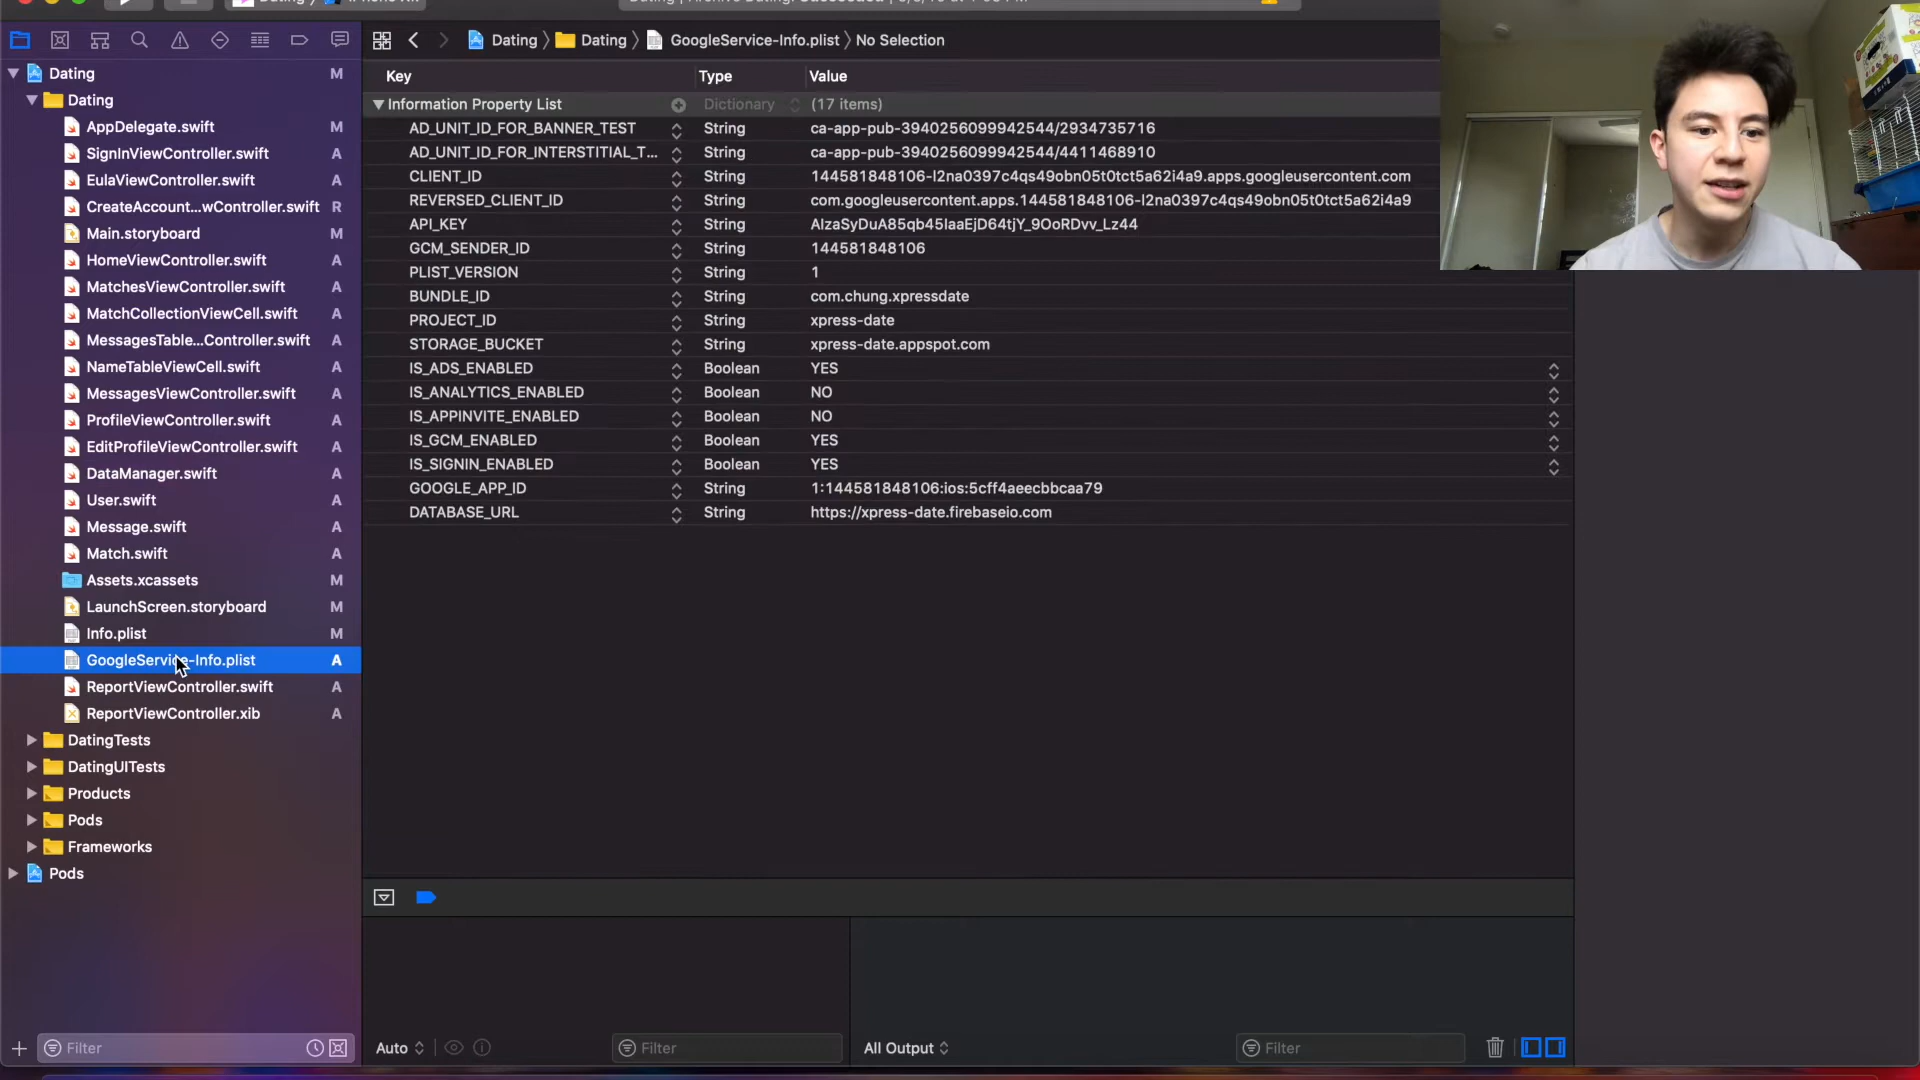 Dating
Dating
GoogleService-Info.plist
No Selection
Key
Type
Value
Information Property List
Dictionary
(17 items)
AD_UNIT_ID_FOR_BANNER_TEST
String
ca-app-pub-3940256099942544/2934735716
AD_UNIT_ID_FOR_INTERSTITIAL_T...
String
ca-app-pub-3940256099942544/4411468910
CLIENT_ID
String
144581848106-l2na0397c4qs49obn05t0tct5a62i4a9.apps.googleusercontent.com
REVERSED_CLIENT_ID
String
com.googleusercontent.apps.144581848106-l2na0397c4qs49obn05t0tct5a62i4a9
API_KEY
String
AIzaSyDuA85qb45IaaEjD64tjY_9OoRDvv_Lz44
GCM_SENDER_ID
String
144581848106
PLIST_VERSION
String
1
BUNDLE_ID
String
com.chung.xpressdate
PROJECT_ID
String
xpress-date
STORAGE_BUCKET
String
xpress-date.appspot.com
IS_ADS_ENABLED
Boolean
YES
IS_ANALYTICS_ENABLED
Boolean
NO
IS_APPINVITE_ENABLED
Boolean
NO
IS_GCM_ENABLED
Boolean
YES
IS_SIGNIN_ENABLED
Boolean
YES
GOOGLE_APP_ID
String
1:144581848106:ios:5cff4aeecbbcaa79
DATABASE_URL
String
https://xpress-date.firebaseio.com
Dating M
Dating
AppDelegate.swift M
SignInViewController.swift A
EulaViewController.swift A
CreateAccount...wController.swift R
Main.storyboard M
HomeViewController.swift A
MatchesViewController.swift A
MatchCollectionViewCell.swift A
MessagesTable...Controller.swift A
NameTableViewCell.swift A
MessagesViewController.swift A
ProfileViewController.swift A
EditProfileViewController.swift A
DataManager.swift A
User.swift A
Message.swift A
Match.swift A
Assets.xcassets M
LaunchScreen.storyboard M
Info.plist M
GoogleService-Info.plist A
ReportViewController.swift A
ReportViewController.xib A
DatingTests
DatingUITests
Products
Pods
Frameworks
Pods
Filter
Auto
Filter
All Output
Filter